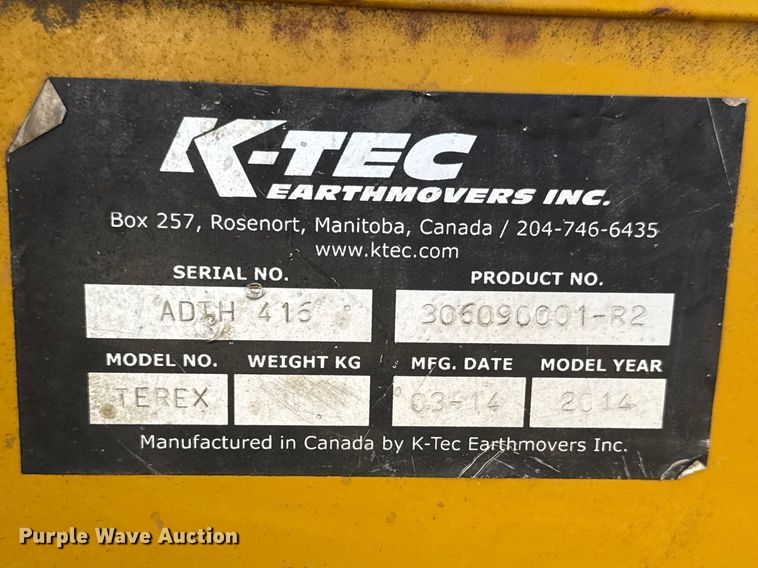 K-TEC
EARTHMOVERS INC.
Box 257, Rosenort, Manitoba, Canada / 204-746-6435
www.ktec.com
SERIAL NO. PRODUCT NO.
ADTH 416 306090001-R2
MODEL NO. WEIGHT KG MFG. DATE MODEL YEAR
TEREX 03-14 2014
Manufactured in Canada by K-Tec Earthmovers Inc.
Purple Wave Auction